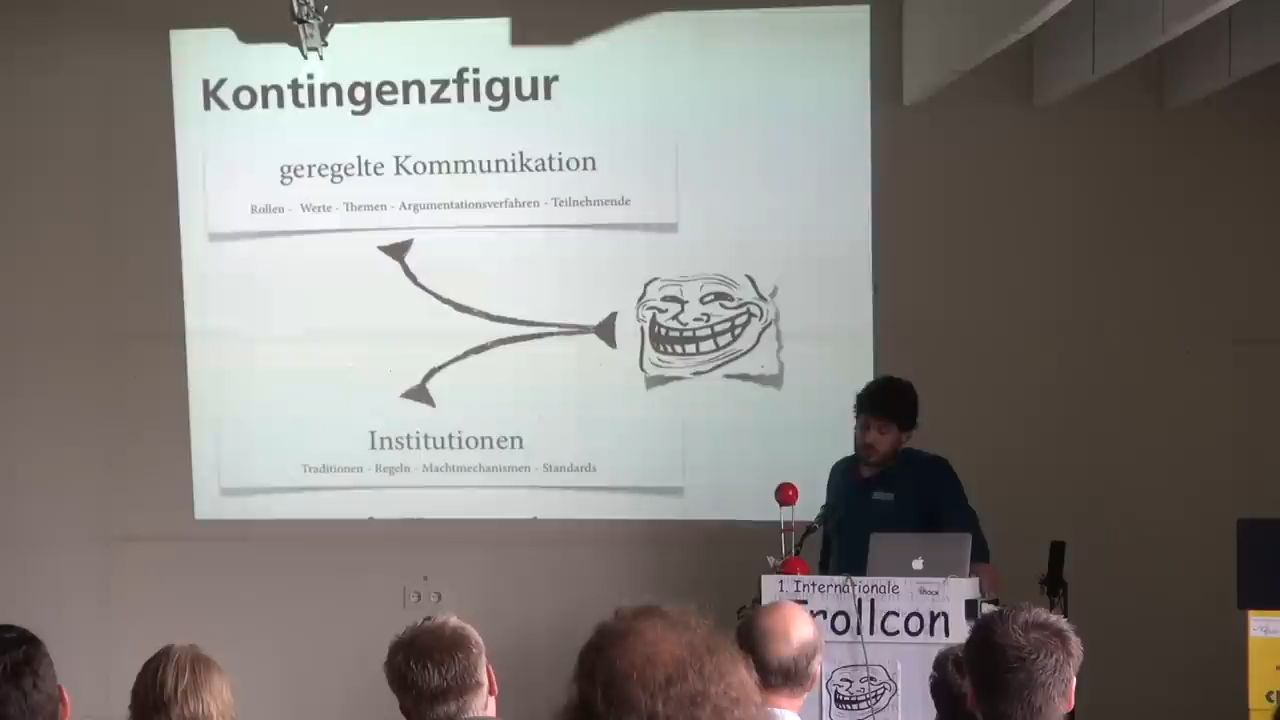 Kontingenzfigur
geregelte Kommunikation
Rollen - Werte - Themen - Argumentationsverfahren - Teilnehmende
Institutionen
Traditionen - Regeln - Machtmechanismen - Standards
1. Internationale
Trollcon